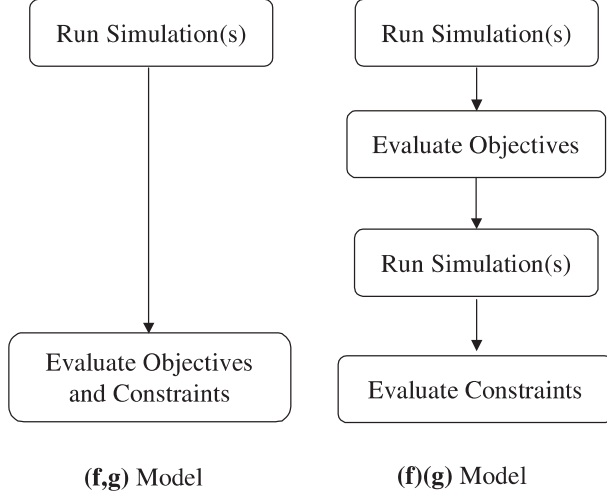 Run Simulation(s)
Evaluate Objectives
and Constraints
(f,g) Model
Run Simulation(s)
Evaluate Objectives
Run Simulation(s)
Evaluate Constraints
(f)(g) Model